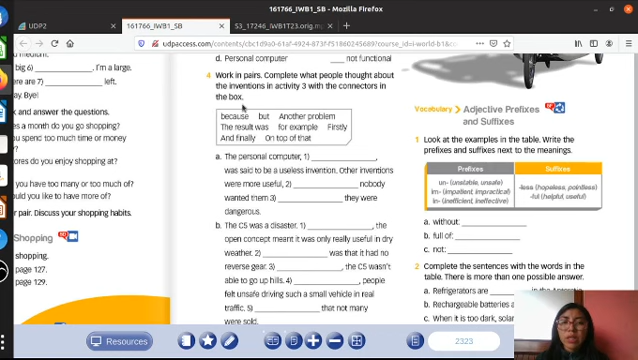 161766_IWB1_SB - Mozilla Firefox
UDP2
161766_IWB1_SB
S3_17246_IWB1T23.orig.m
udpaccess.com/contents/
big 6) , I'm a large.
ere are 7) left.
ay. Bye!
and answer the questions.
es a month do you go shopping?
u spend too much time or money
ores do you enjoy shopping at?
you have too many or too much of?
uld you like to have more of?
r pair. Discuss your shopping habits.
Shopping
shopping.
page 127.
page 129.
d. Personal computer not functional
4 Work in pairs. Complete what people thought about
the inventions in activity 3 with the connectors in
the box.
because but Another problem
The result was for example Firstly
And finally On top of that
a. The personal computer, 1) ,
was said to be a useless invention. Other inventions
were more useful, 2) nobody
wanted them 3) they were
dangerous.
b. The C5 was a disaster. 1) , the
open concept meant it was only really useful in dry
weather. 2) was that it had no
reverse gear. 3) , the C5 wasn't
able to go up hills. 4) , people
felt unsafe driving such a small vehicle in real
traffic. 5) that not many
were sold.
Vocabulary > Adjective Prefixes
and Suffixes
1 Look at the examples in the table. Write the
prefixes and suffixes next to the meanings.
Prefixes Suffixes
un- (unstable, unsafe)
im- (impatient, impractical)
in- (inefficient, ineffective)
-less (hopeless, pointless)
-ful (helpful, useful)
a. without:
b. full of:
c. not:
2 Complete the sentences with the words in the
table. There is more than one possible answer.
a. Refrigerators are
b. Rechargeable batteries a
c. When it is too dark, solar
Resources
2323